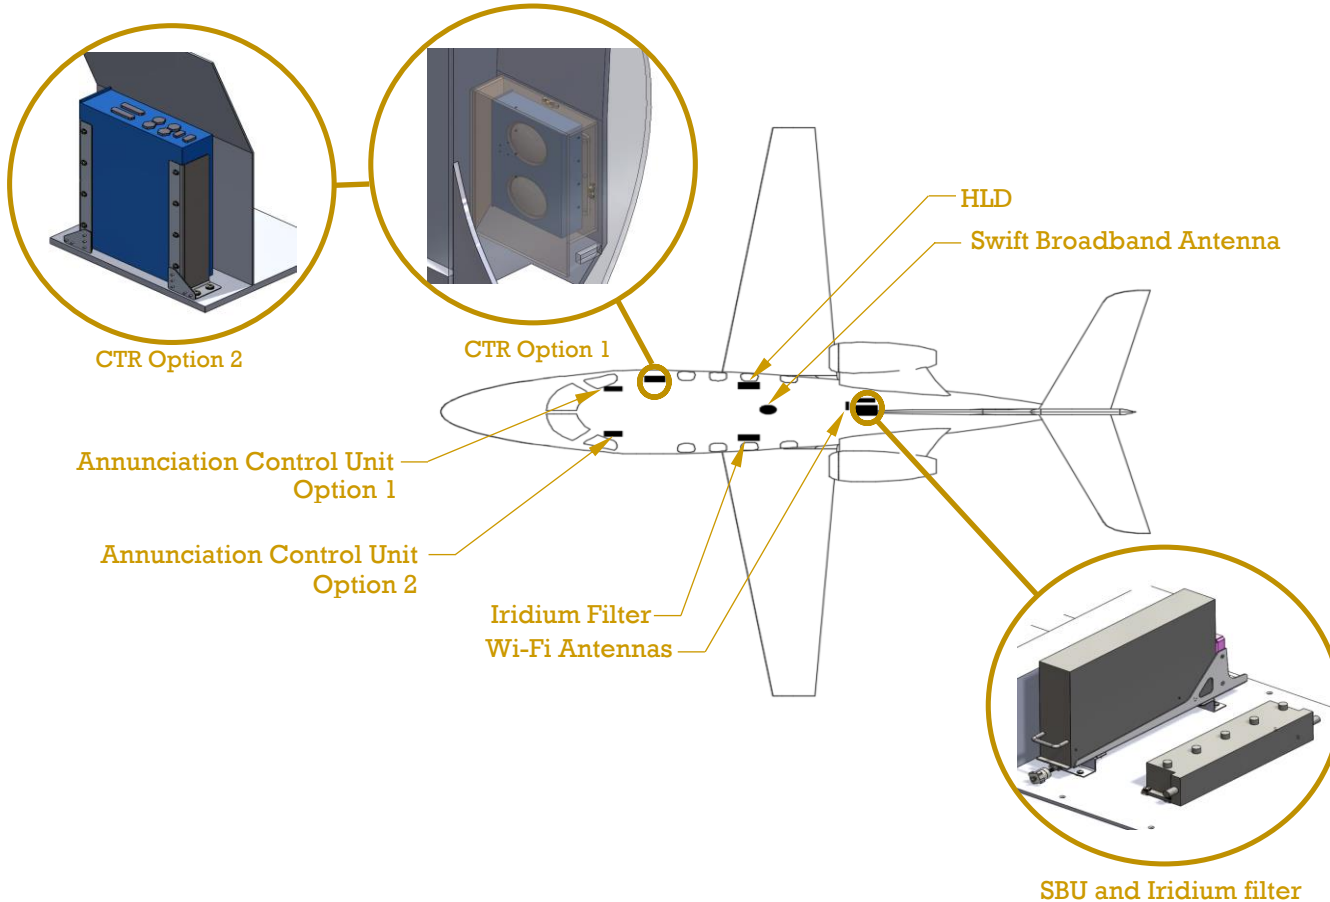 HLD
Swift Broadband Antenna
CTR Option 2
CTR Option 1
Annunciation Control Unit
Option 1
Annunciation Control Unit
Option 2
Iridium Filter
Wi-Fi Antennas
SBU and Iridium filter